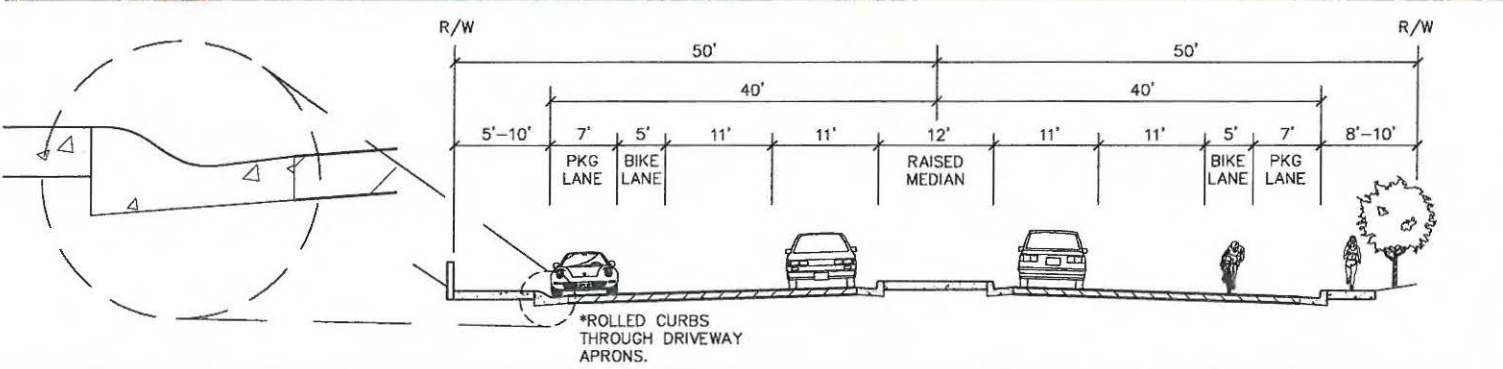 R/W
R/W
50'
50'
40'
40'
5'-10'
7'
5'
11'
11'
12'
11'
11'
5'
7'
8'-10'
PKG
LANE
BIKE
LANE
RAISED
MEDIAN
BIKE
LANE
PKG
LANE
*ROLLED CURBS
THROUGH DRIVEWAY
APRONS.